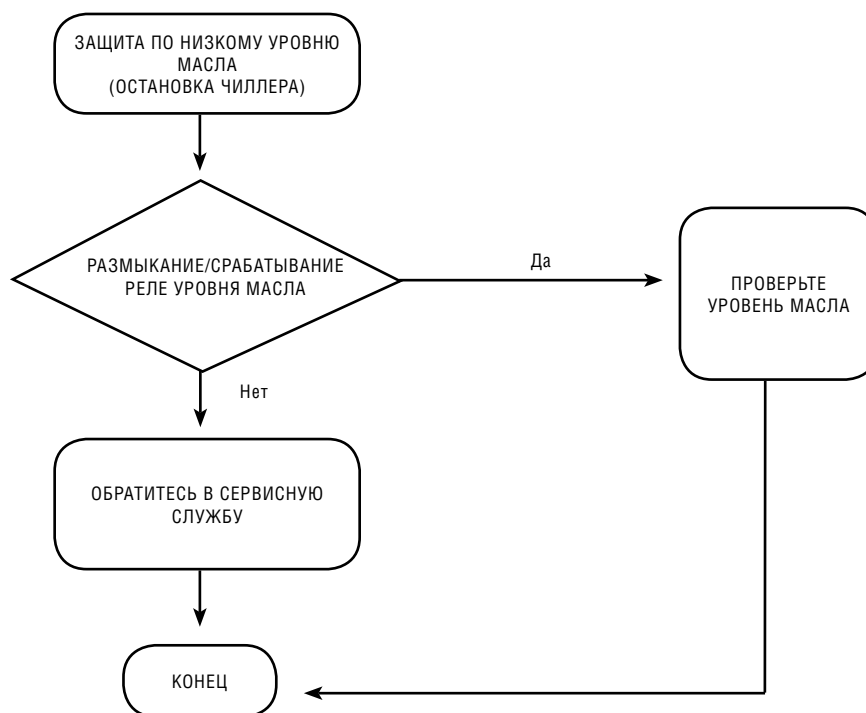 ЗАЩИТА ПО НИЗКОМУ УРОВНЮ
МАСЛА
(ОСТАНОВКА ЧИЛЛЕРА)
РАЗМЫКАНИЕ/СРАБАТЫВАНИЕ
РЕЛЕ УРОВНЯ МАСЛА
Да
ПРОВЕРЬТЕ
УРОВЕНЬ МАСЛА
Нет
ОБРАТИТЕСЬ В СЕРВИСНУЮ
СЛУЖБУ
КОНЕЦ